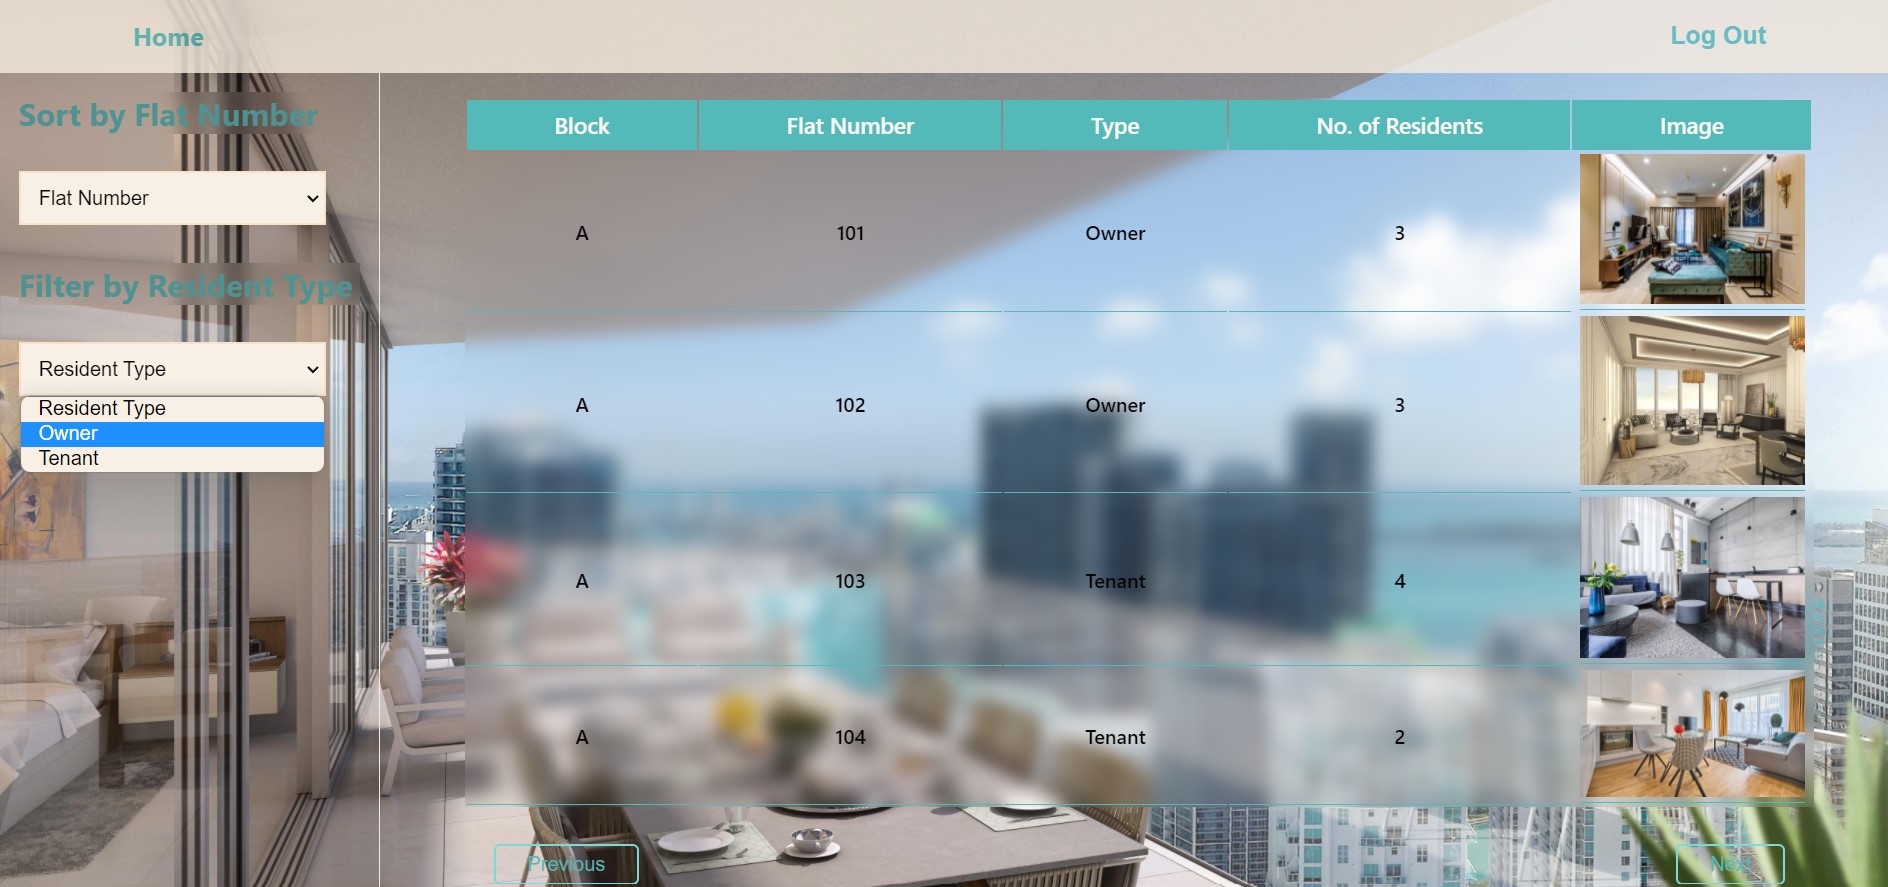 Home
Log Out
Sort by Flat Number
Flat Number
Filter by Resident Type
Resident Type
Resident Type
Owner
Tenant
Block Flat Number Type No. of Residents Image
A 101 Owner 3
A 102 Owner 3
A 103 Tenant 4
A 104 Tenant 2
Previous
Next